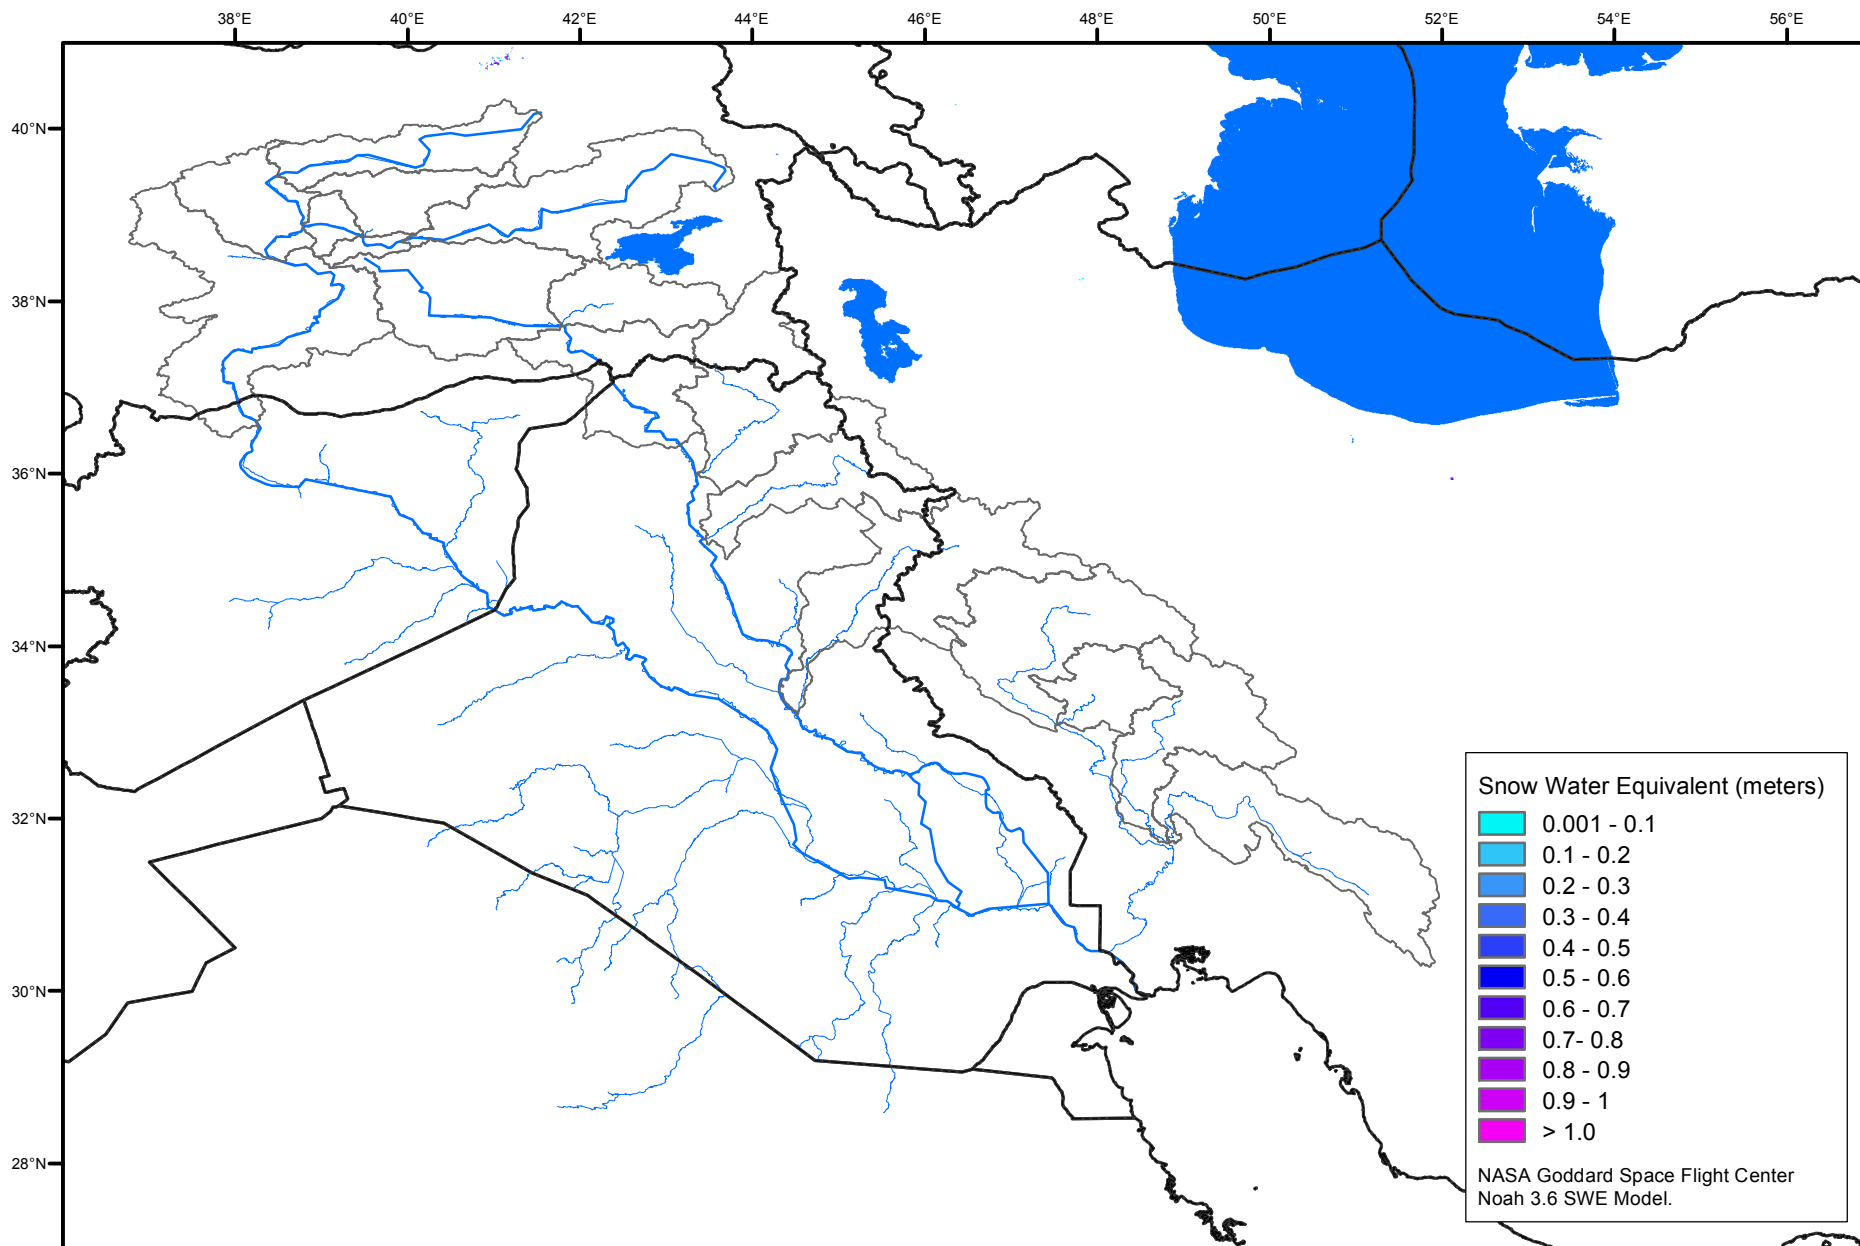 38°E 40°E 42°E 44°E 46°E 48°E 50°E 52°E 54°E 56°E
40°N
38°N
36°N
34°N
32°N
30°N
28°N
Snow Water Equivalent (meters)
0.001 - 0.1
0.1 - 0.2
0.2 - 0.3
0.3 - 0.4
0.4 - 0.5
0.5 - 0.6
0.6 - 0.7
0.7- 0.8
0.8 - 0.9
0.9 - 1
> 1.0
NASA Goddard Space Flight Center
Noah 3.6 SWE Model.